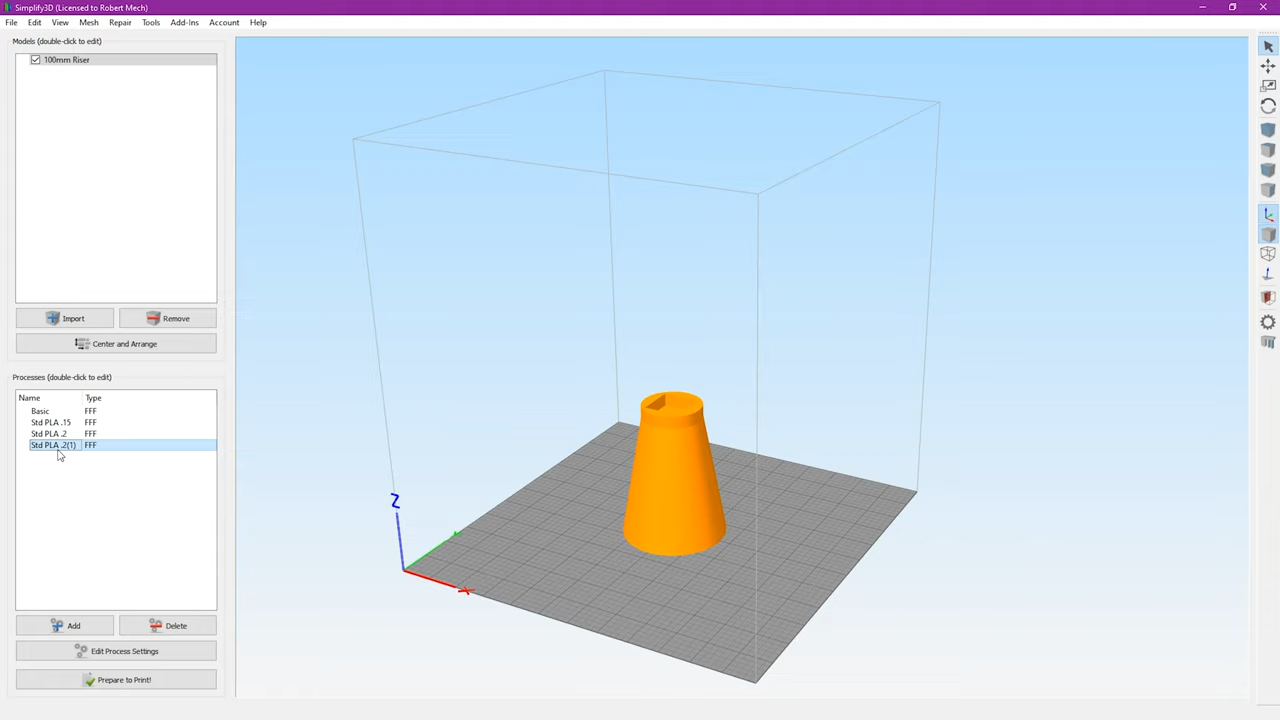 Simplify3D (Licensed to Robert Mech)
File Edit View Mesh Repair Tools Add-Ins Account Help
Models (double-click to edit)
100mm Riser
Import Remove
Center and Arrange
Processes (double-click to edit)
Name Type
Basic FFF
Std PLA .15 FFF
Std PLA .2 FFF
Std PLA .2(1) FFF
Add Delete
Edit Process Settings
Prepare to Print!
Z
X